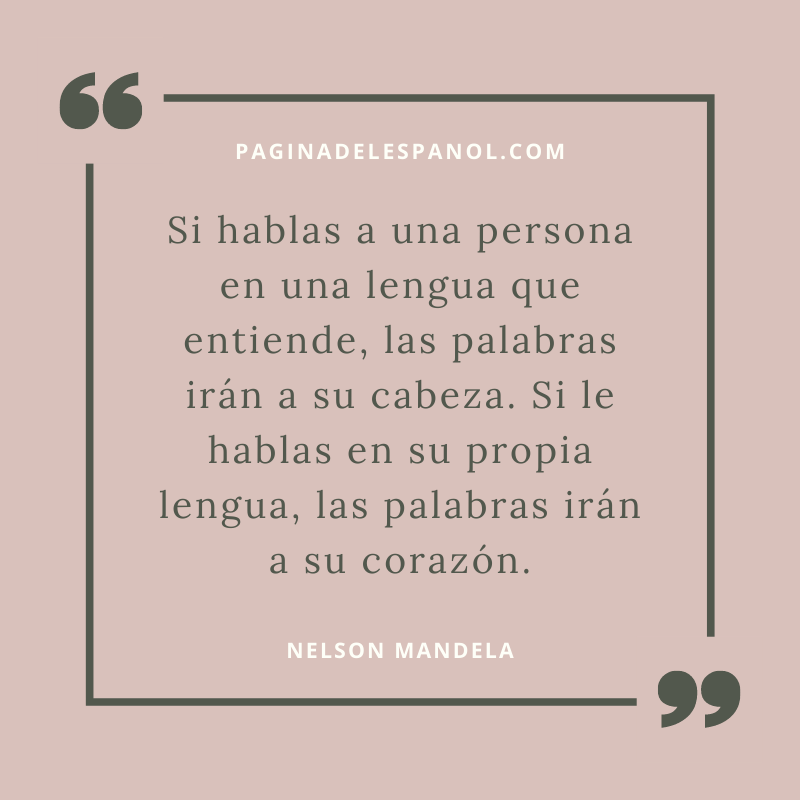 “
PAGINADELESPANOL.COM
Si hablas a una persona
en una lengua que
entiende, las palabras
irán a su cabeza. Si le
hablas en su propia
lengua, las palabras irán
a su corazón.
NELSON MANDELA
”